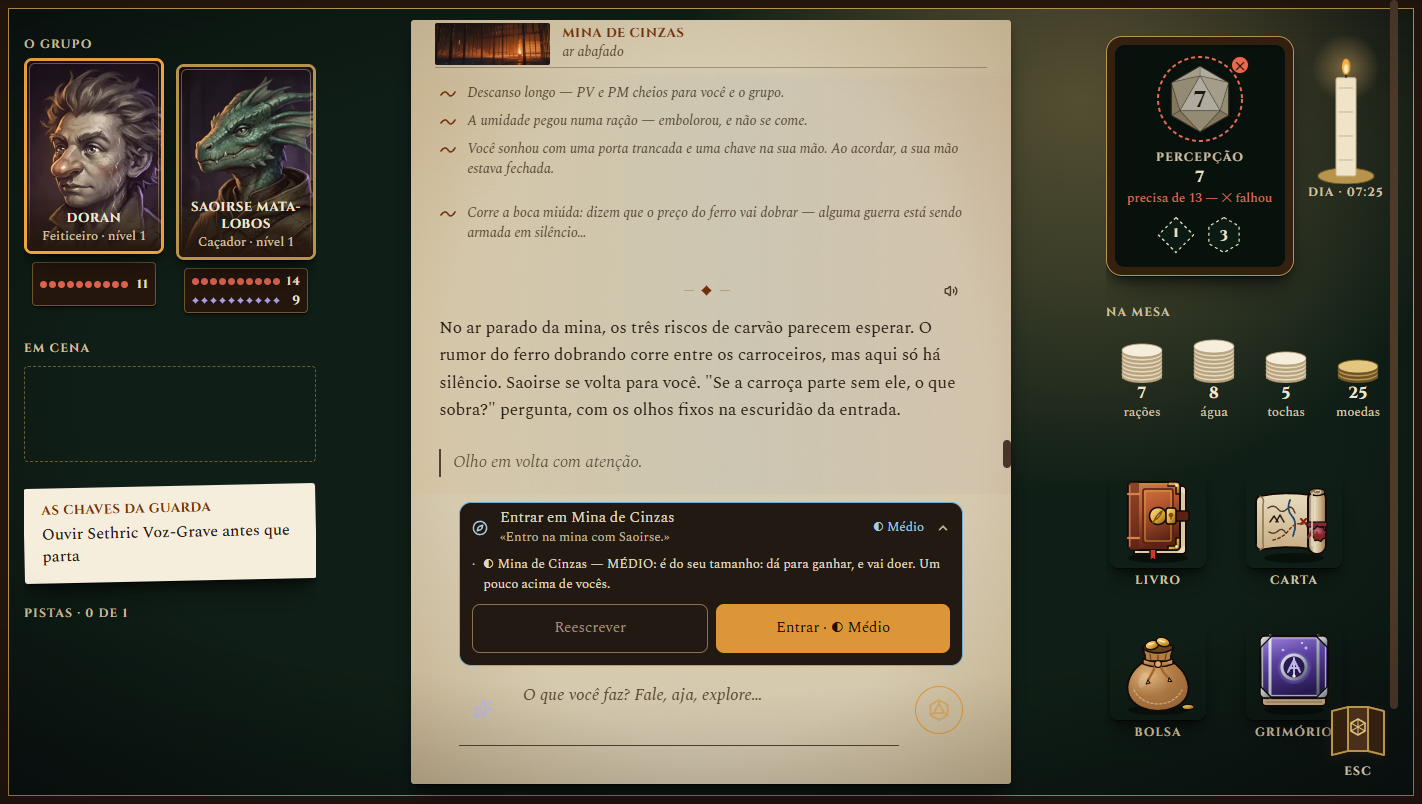 O GRUPO
DORAN
Feiticeiro · nível 1
11
SAOIRSE MATA-
LOBOS
Caçador · nível 1
14
9
EM CENA
AS CHAVES DA GUARDA
Ouvir Sethric Voz-Grave antes que
parta
PISTAS · 0 DE 1
MINA DE CINZAS
ar abafado
Descanso longo — PV e PM cheios para você e o grupo.
A umidade pegou numa ração — embolorou, e não se come.
Você sonhou com uma porta trancada e uma chave na sua mão. Ao acordar, a sua mão
estava fechada.
Corre a boca miúda: dizem que o preço do ferro vai dobrar — alguma guerra está sendo
armada em silêncio...
No ar parado da mina, os três riscos de carvão parecem esperar. O
rumor do ferro dobrando corre entre os carroceiros, mas aqui só há
silêncio. Saoirse se volta para você. "Se a carroça parte sem ele, o que
sobra?" pergunta, com os olhos fixos na escuridão da entrada.
Olho em volta com atenção.
Entrar em Mina de Cinzas
«Entro na mina com Saoirse.»
◐ Médio
· ◐ Mina de Cinzas — MÉDIO: é do seu tamanho: dá para ganhar, e vai doer. Um
pouco acima de vocês.
Reescrever
Entrar · ◐ Médio
O que você faz? Fale, aja, explore...
7
PERCEPÇÃO
7
precisa de 13 — ✕ falhou
1
3
DIA · 07:25
NA MESA
7
rações
8
água
5
tochas
25
moedas
LIVRO
CARTA
BOLSA
GRIMÓRIO
ESC